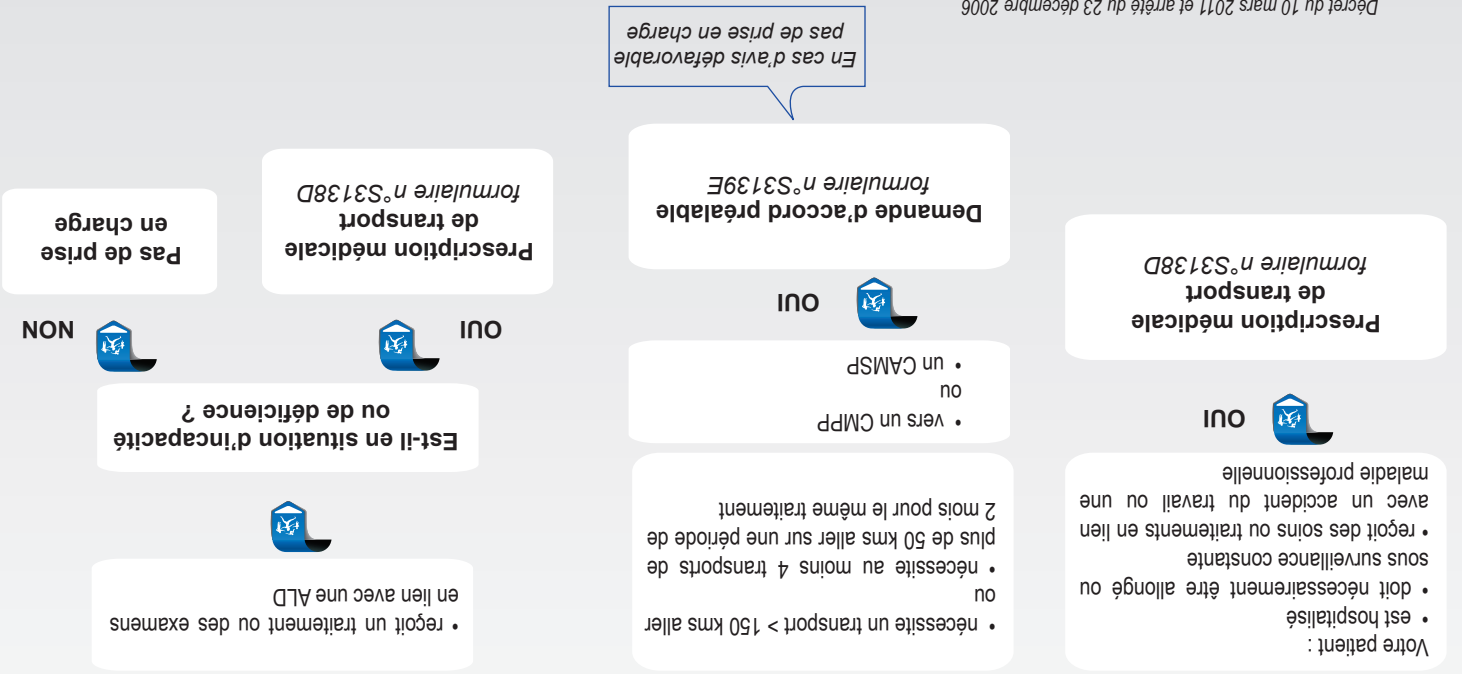 Votre patient :
• est hospitalisé
• doit nécessairement être allongé ou
sous surveillance constante
• reçoit des soins ou traitements en lien
avec un accident du travail ou une
maladie professionnelle
OUI
Prescription médicale
de transport
formulaire n°S3138D
• nécessite un transport > 150 kms aller
ou
• nécessite au moins 4 transports de
plus de 50 kms aller sur une période de
2 mois pour le même traitement
• vers un CMPP
ou
• un CAMSP
OUI
Demande d'accord préalable
formulaire n°S3139E
En cas d'avis défavorable
pas de prise en charge
• reçoit un traitement ou des examens
en lien avec une ALD
Est-il en situation d'incapacité
ou de déficience ?
OUI
Prescription médicale
de transport
formulaire n°S3138D
NON
Pas de prise
en charge
Décret du 10 mars 2011 et arrêté du 23 décembre 2006